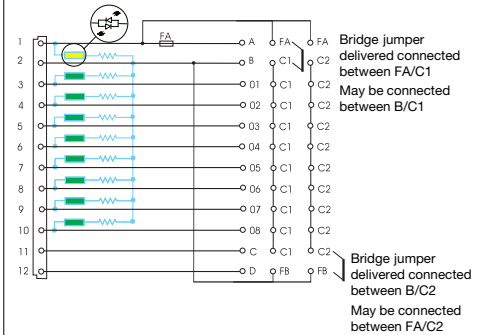 FA
1 A FA FA
2 B C1 C2
3 01 C1 C2
4 02 C1 C2
5 03 C1 C2
6 04 C1 C2
7 05 C1 C2
8 06 C1 C2
9 07 C1 C2
10 08 C1 C2
11 C C1 C2
12 D FB FB
Bridge jumper
delivered connected
between FA/C1
May be connected
between B/C1
Bridge jumper
delivered connected
between B/C2
May be connected
between FA/C2